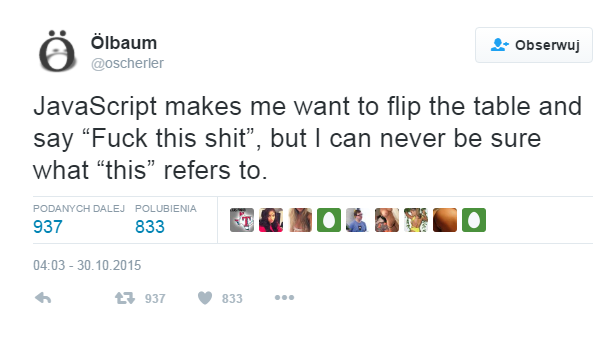 Ölbaum
@oscherler
Obserwuj
JavaScript makes me want to flip the table and
say “Fuck this shit”, but I can never be sure
what “this” refers to.
PODANYCH DALEJ POLUBIENIA
937 833
04:03 - 30.10.2015
937 833